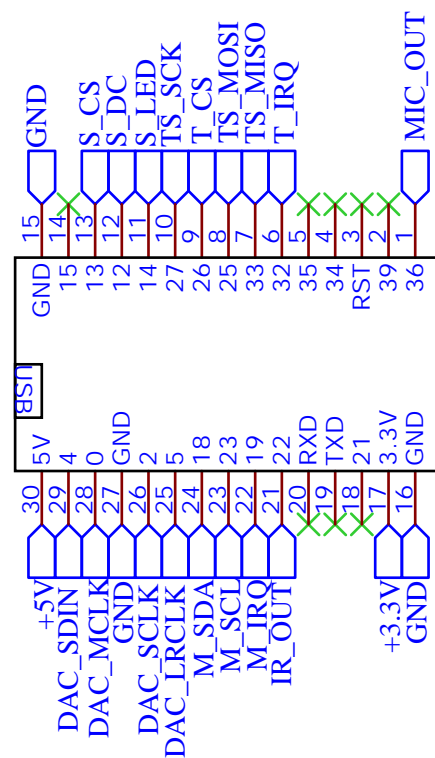 GND
S_CS
S_DC
S_LED
TS_SCK
T_CS
TS_MOSI
TS_MISO
T_IRQ
MIC_OUT
15
14
13
12
11
10
9
8
7
6
5
4
3
2
1
GND
15
13
12
14
27
26
25
33
32
35
34
RST
39
36
USB
5V
4
0
GND
2
5
18
23
19
22
RXD
TXD
21
3.3V
GND
30
29
28
27
26
25
24
23
22
21
20
19
18
17
16
+5V
DAC_SDIN
DAC_MCLK
GND
DAC_SCLK
DAC_LRCLK
M_SDA
M_SCL
M_IRQ
IR_OUT
+3.3V
GND